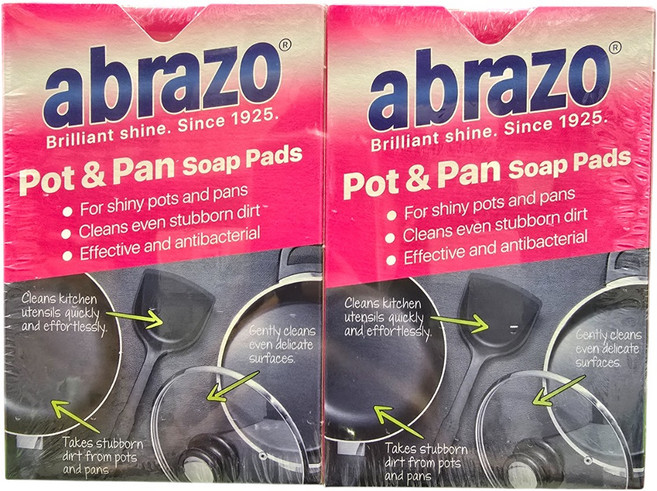 abrazo®
Brilliant shine. Since 1925.
Pot & Pan Soap Pads
• For shiny pots and pans
• Cleans even stubborn dirt
• Effective and antibacterial
Cleans kitchen
utensils quickly
and effortlessly.
Gently cleans
even delicate
surfaces.
Takes stubborn
dirt from pots
and pans
abrazo®
Brilliant shine. Since 1925.
Pot & Pan Soap Pads
• For shiny pots and pans
• Cleans even stubborn dirt
• Effective and antibacterial
Cleans kitchen
utensils quickly
and effortlessly.
Gently cleans
even delicate
surfaces.
Takes stubborn
dirt from pots
and pans